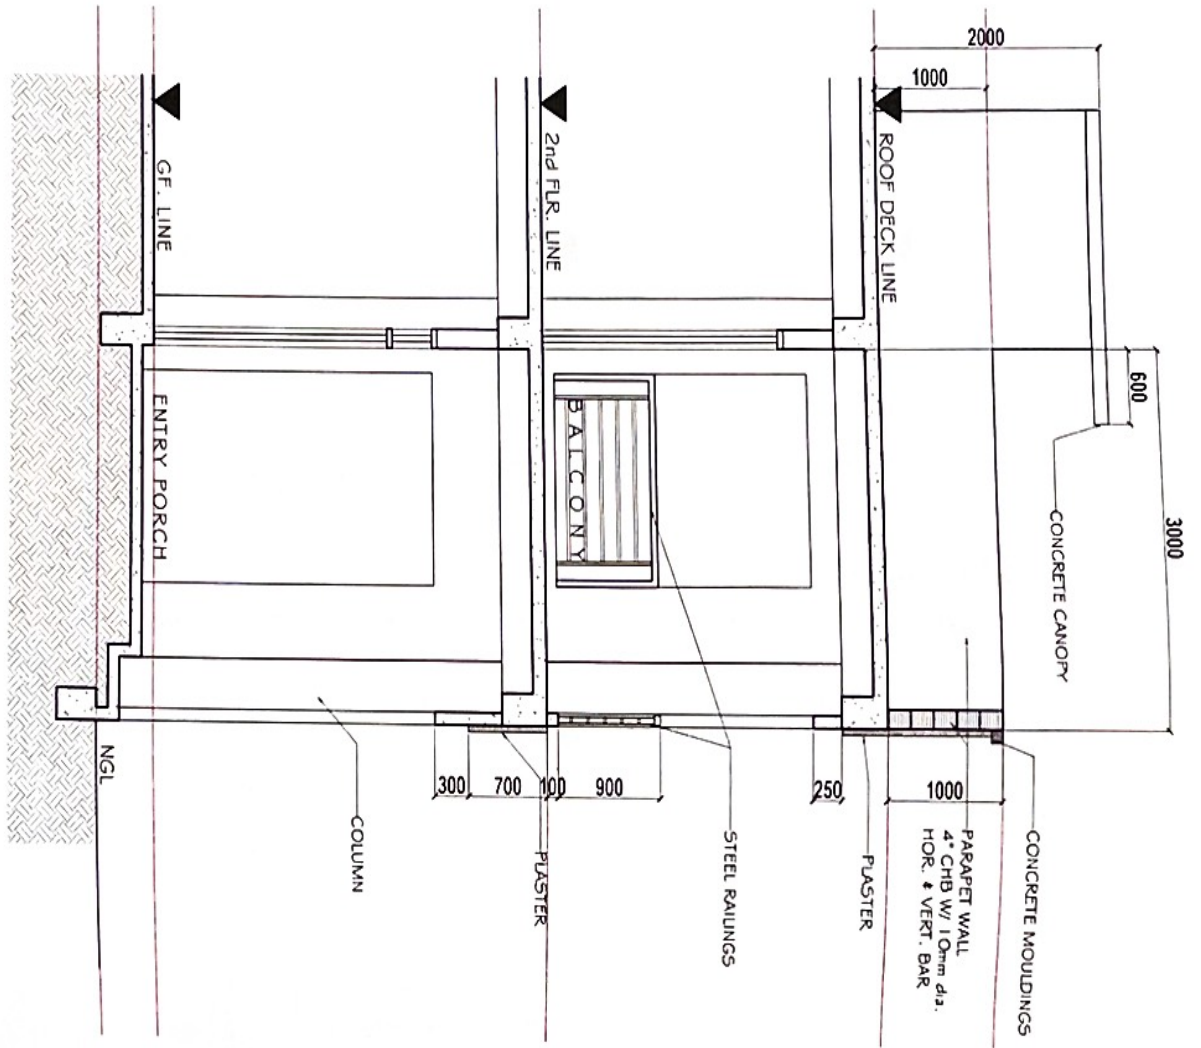 2000
1000
ROOF DECK LINE
600
3000
CONCRETE CANOPY
2nd FLR. LINE
BALCONY
GF. LINE
ENTRY PORCH
NGL
300
700
100
900
250
1000
COLUMN
PLASTER
STEEL RAILINGS
PLASTER
PARAPET WALL
4" CHB W/ 10mm dia.
HOR. & VERT. BAR
CONCRETE MOULDINGS